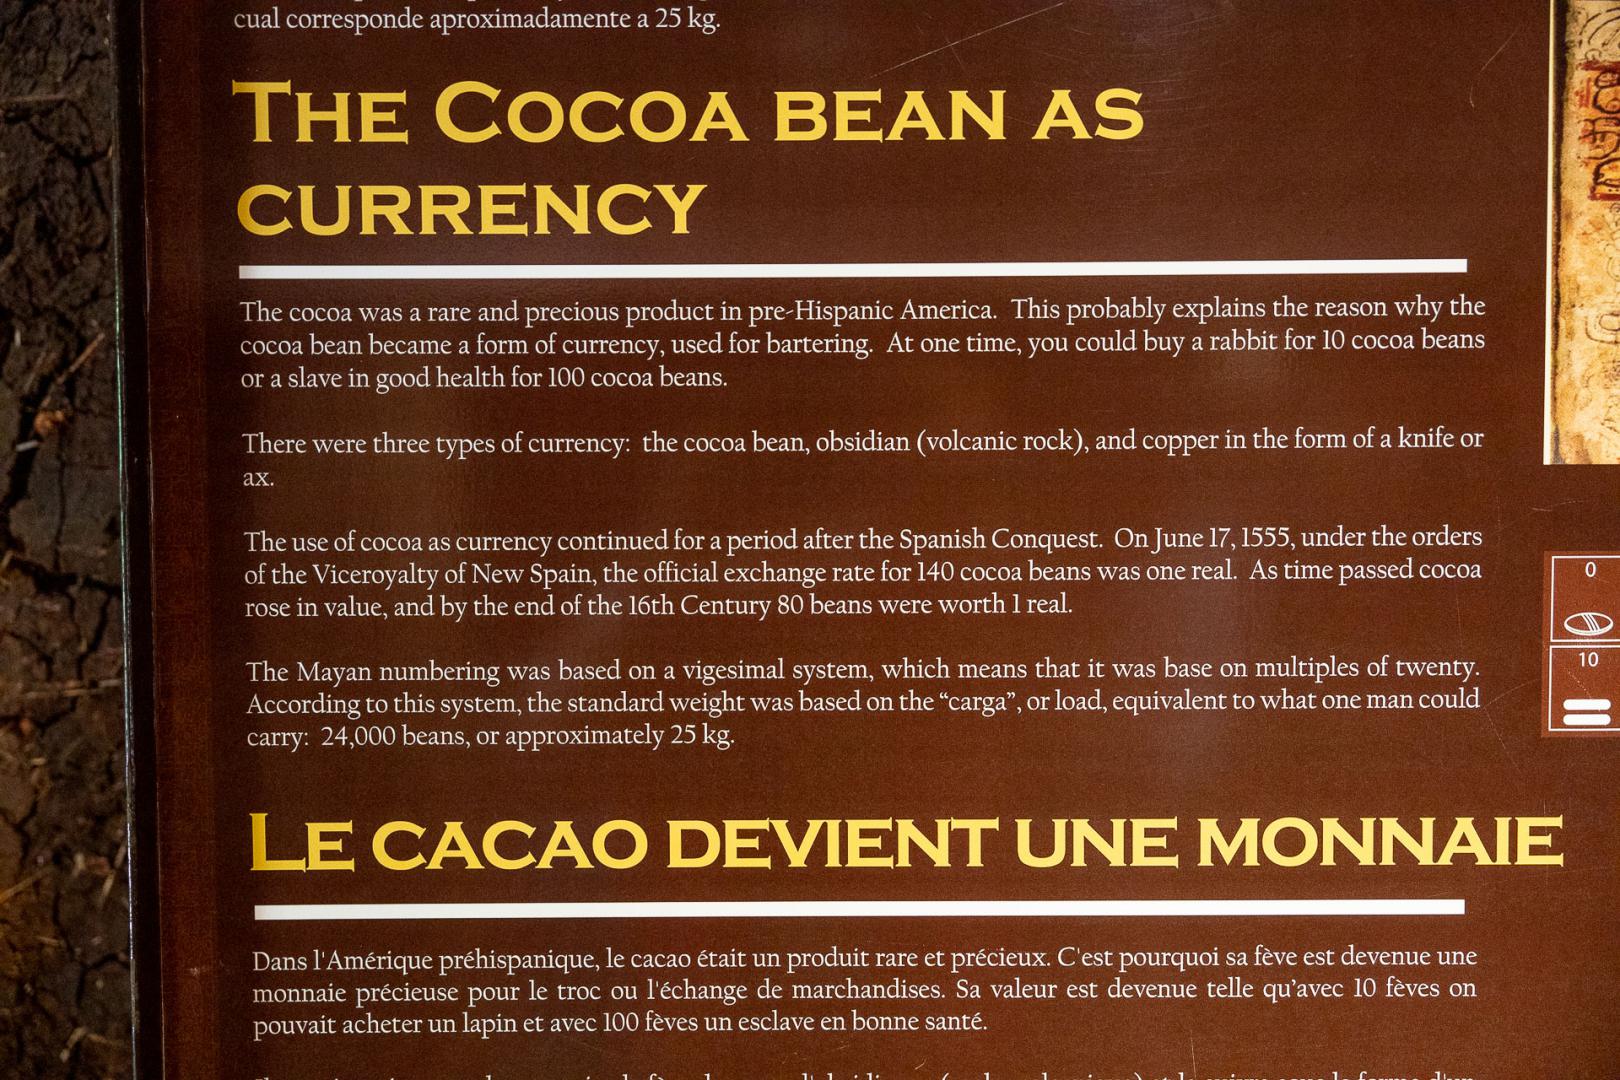 cual corresponde aproximadamente a 25 kg.
THE COCOA BEAN AS
CURRENCY
The cocoa was a rare and precious product in pre-Hispanic America.  This probably explains the reason why the
cocoa bean became a form of currency, used for bartering.  At one time, you could buy a rabbit for 10 cocoa beans
or a slave in good health for 100 cocoa beans.
There were three types of currency:  the cocoa bean, obsidian (volcanic rock), and copper in the form of a knife or
ax.
The use of cocoa as currency continued for a period after the Spanish Conquest.  On June 17, 1555, under the orders
of the Viceroyalty of New Spain, the official exchange rate for 140 cocoa beans was one real.  As time passed cocoa
rose in value, and by the end of the 16th Century 80 beans were worth 1 real.
The Mayan numbering was based on a vigesimal system, which means that it was base on multiples of twenty.
According to this system, the standard weight was based on the “carga”, or load, equivalent to what one man could
carry:  24,000 beans, or approximately 25 kg.
0
10
LE CACAO DEVIENT UNE MONNAIE
Dans l'Amérique préhispanique, le cacao était un produit rare et précieux. C'est pourquoi sa fève est devenue une
monnaie précieuse pour le troc ou l'échange de marchandises. Sa valeur est devenue telle qu’avec 10 fèves on
pouvait acheter un lapin et avec 100 fèves un esclave en bonne santé.